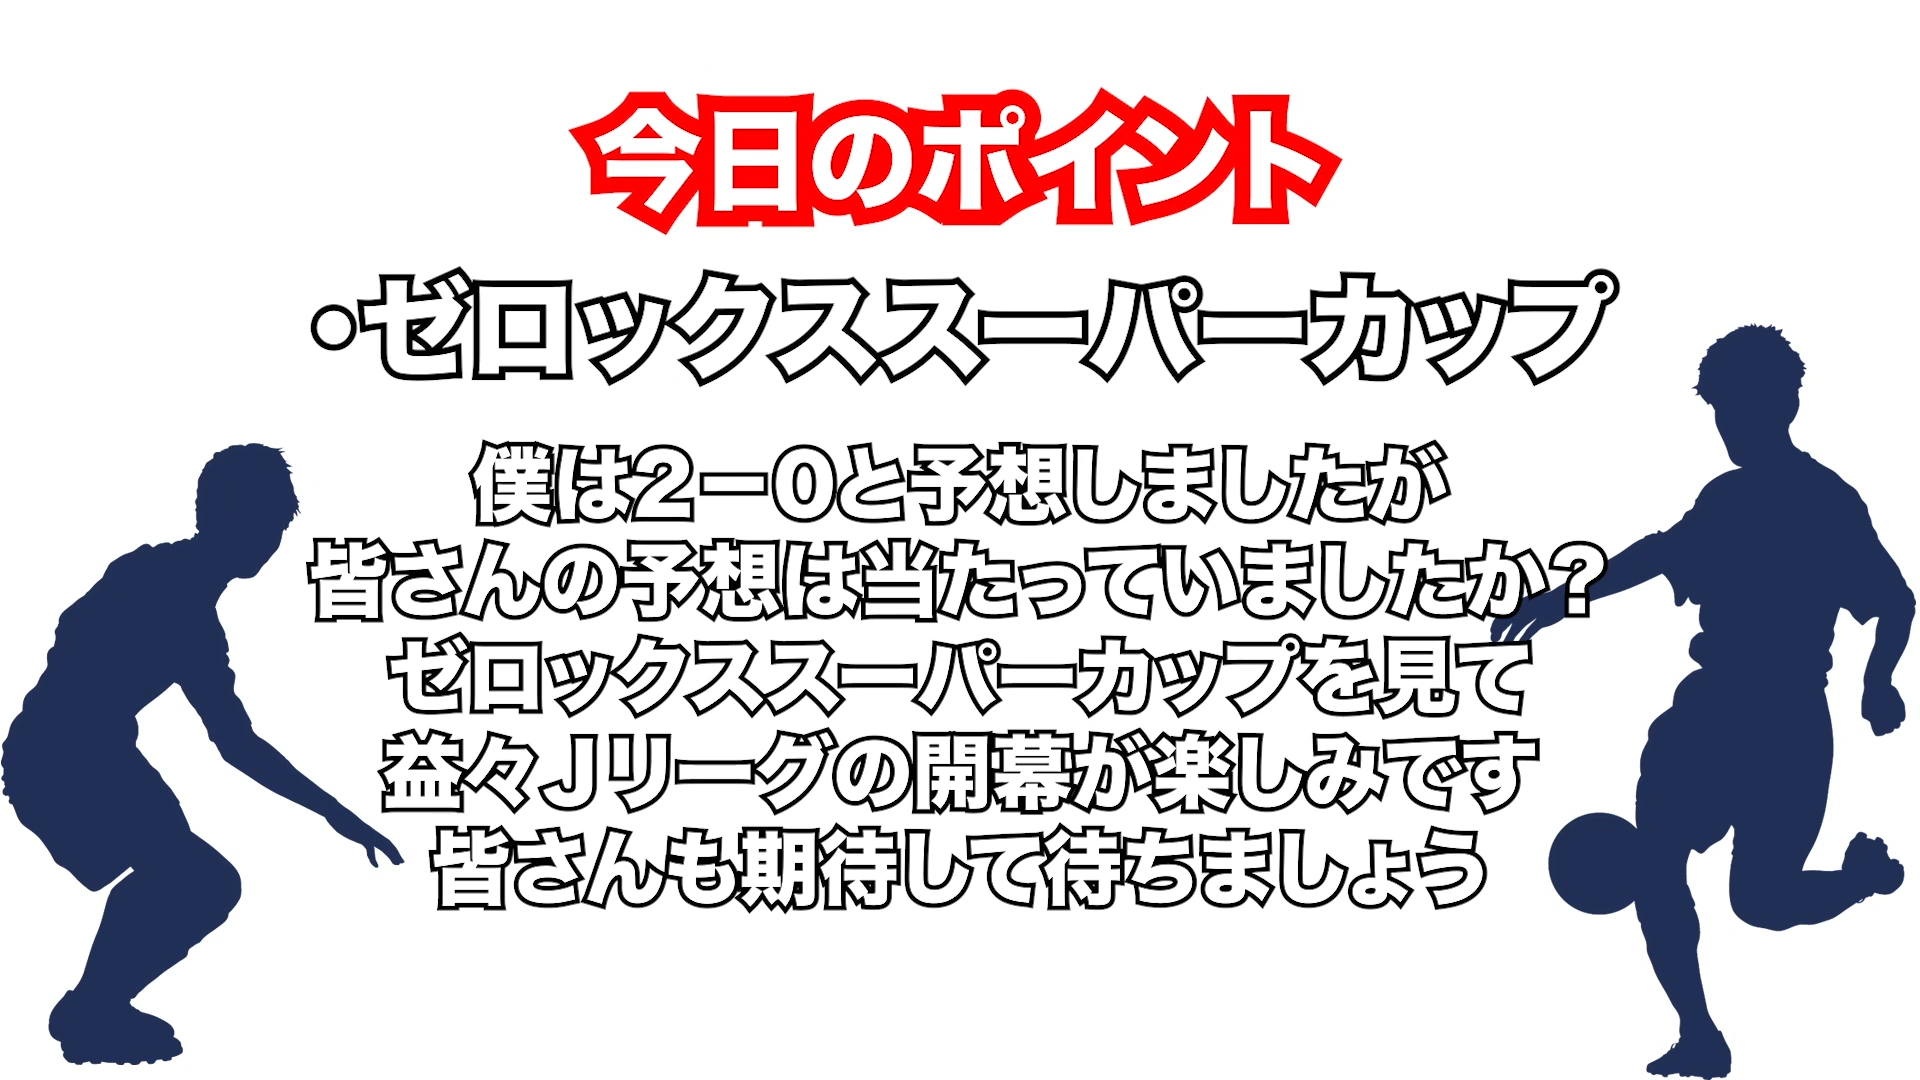 今日のポイント
・ゼロックススーパーカップ
僕は2−0と予想しましたが
皆さんの予想は当たっていましたか？
ゼロックススーパーカップを見て
益々Jリーグの開幕が楽しみです
皆さんも期待して待ちましょう